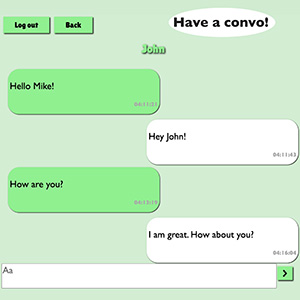 Log out
Back
Have a convo!
John
Hello Mike!
04:11:21
Hey John!
04:11:43
How are you?
04:15:19
I am great. How about you?
04:16:04
Aa